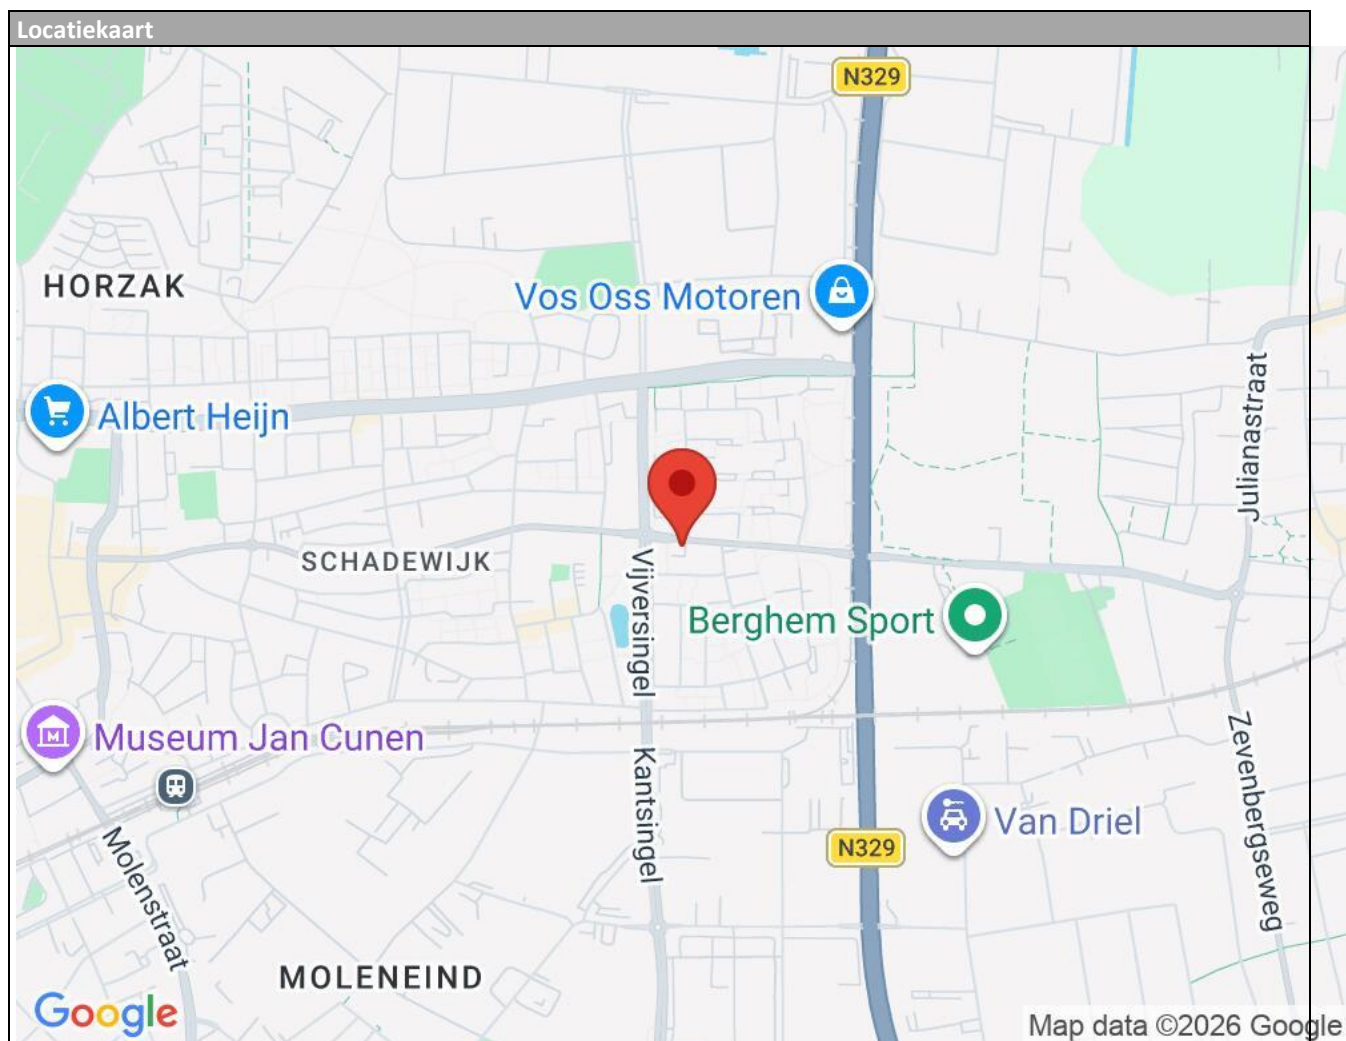 Locatiekaart
N329
HORZAK
Vos Oss Motoren
Albert Heijn
Julianastraat
SCHADEWIJK
Vijversingel
Berghem Sport
Museum Jan Cunen
M
Kantsingel
Zevenbergseweg
Van Driel
N329
Molenstraat
MOLENEIND
Google
Map data ©2026 Google